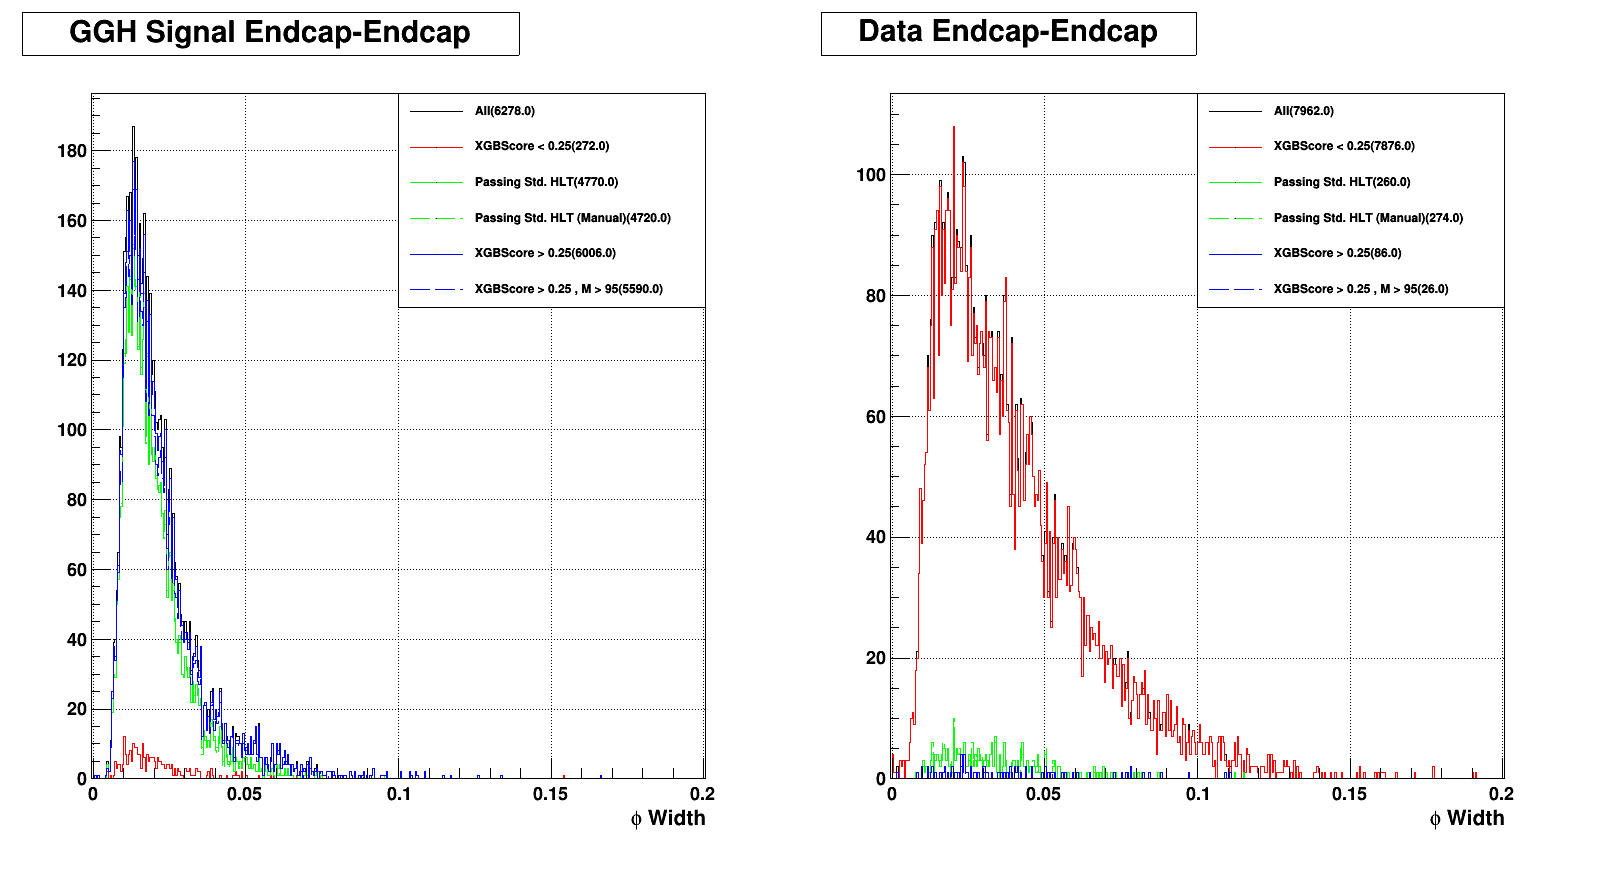 GGH Signal Endcap-Endcap
All(6278.0)
XGBScore < 0.25(272.0)
Passing Std. HLT(4770.0)
Passing Std. HLT (Manual)(4720.0)
XGBScore > 0.25(6006.0)
XGBScore > 0.25 , M > 95(5590.0)
180
160
140
120
100
80
60
40
20
0
0 0.05 0.1 0.15 0.2
ϕ Width
Data Endcap-Endcap
All(7962.0)
XGBScore < 0.25(7876.0)
Passing Std. HLT(260.0)
Passing Std. HLT (Manual)(274.0)
XGBScore > 0.25(86.0)
XGBScore > 0.25 , M > 95(26.0)
100
80
60
40
20
0
0 0.05 0.1 0.15 0.2
ϕ Width